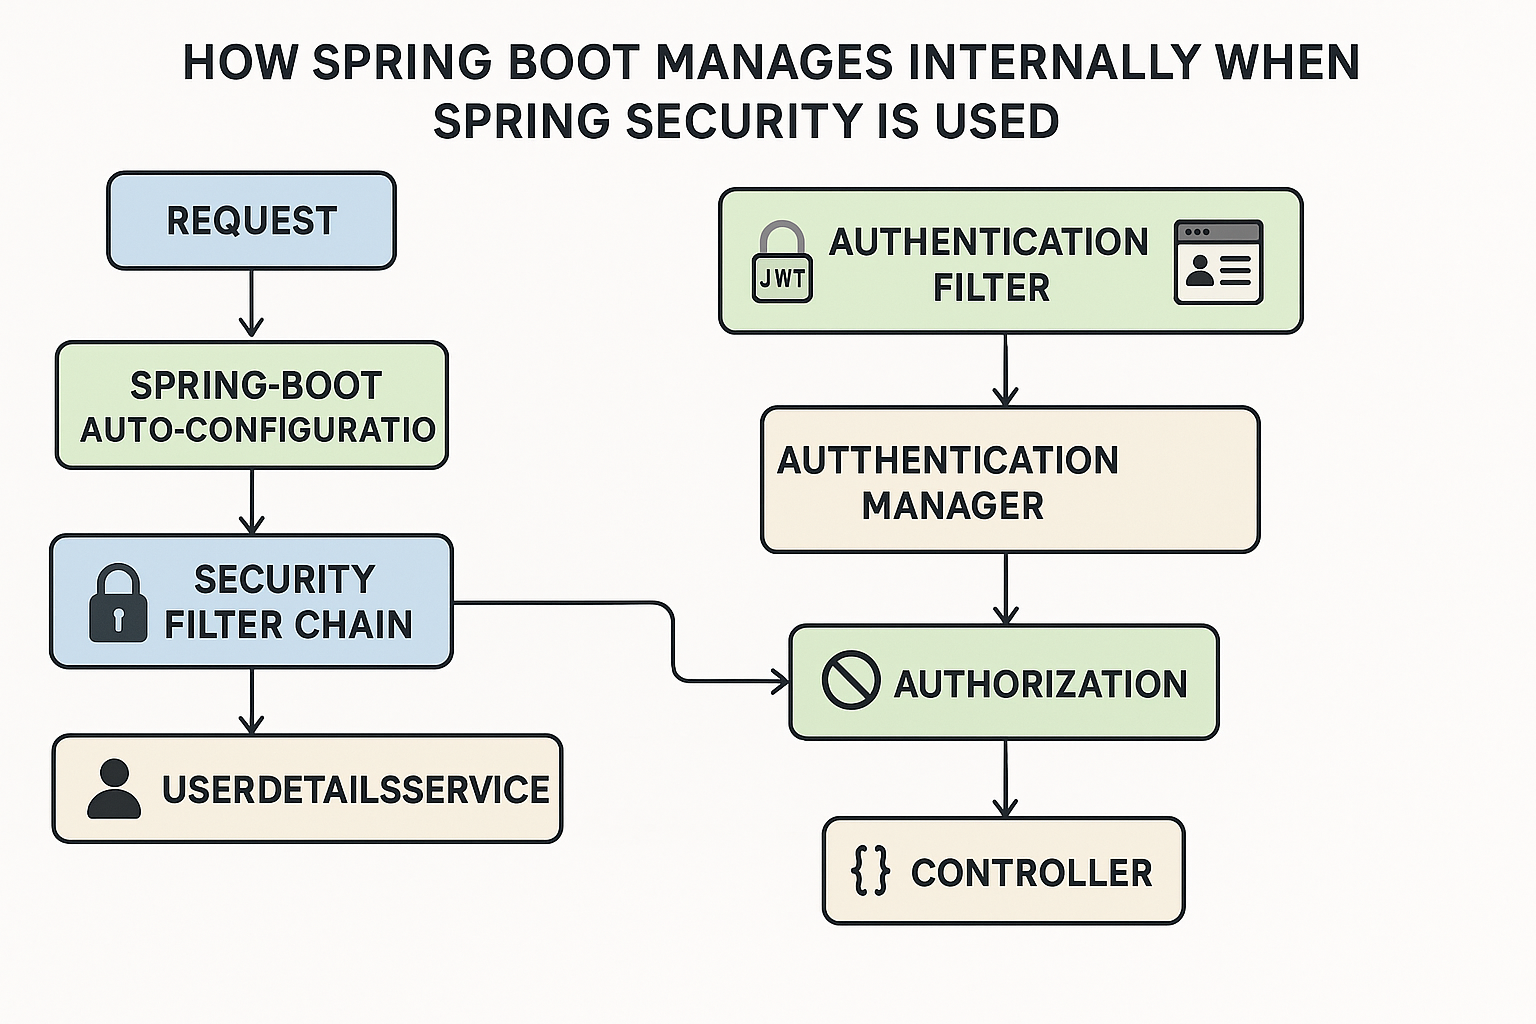 HOW SPRING BOOT MANAGES INTERNALLY WHEN
SPRING SECURITY IS USED
REQUEST
SPRING-BOOT
AUTO-CONFIGURATIO
SECURITY
FILTER CHAIN
USERDETAILSSERVICE
JWT
AUTHENTICATION
FILTER
AUTTHENTICATION
MANAGER
AUTHORIZATION
{} CONTROLLER